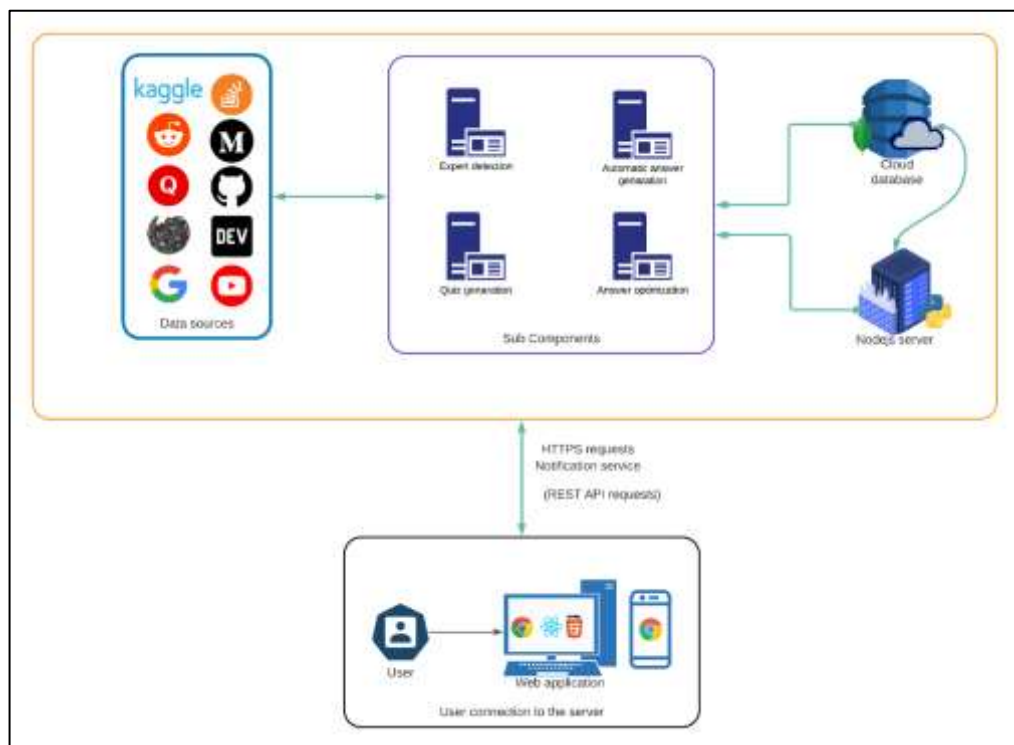 kaggle
M
Q
DEV
G
Data sources
Expert detection
Automatic answer
generation
Quiz generation
Answer optimization
Sub Components
Cloud
database
Nodejs server
HTTPS requests
Notification service
(REST API requests)
User
Web application
User connection to the server